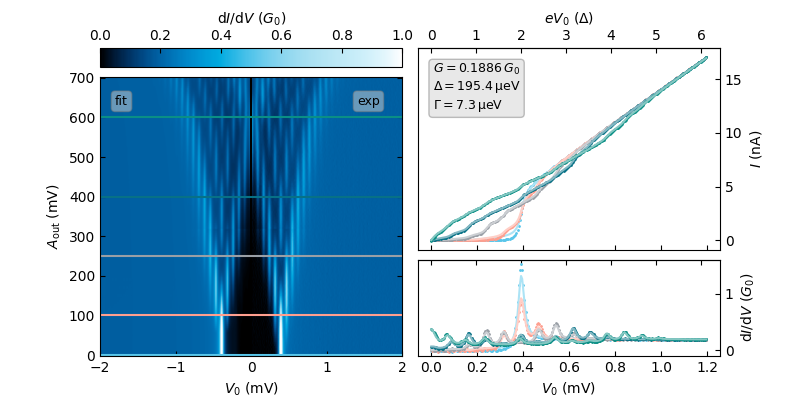 dI/dV (G₀)
0.0 0.2 0.4 0.6 0.8 1.0
fit
exp
A_out (mV)
700
600
500
400
300
200
100
0
−2 −1 0 1 2
V₀ (mV)
eV₀ (Δ)
0 1 2 3 4 5 6
G = 0.1886 G₀
Δ = 195.4 μeV
Γ = 7.3 μeV
15
10
5
0
I (nA)
1
0
dI/dV (G₀)
0.0 0.2 0.4 0.6 0.8 1.0 1.2
V₀ (mV)